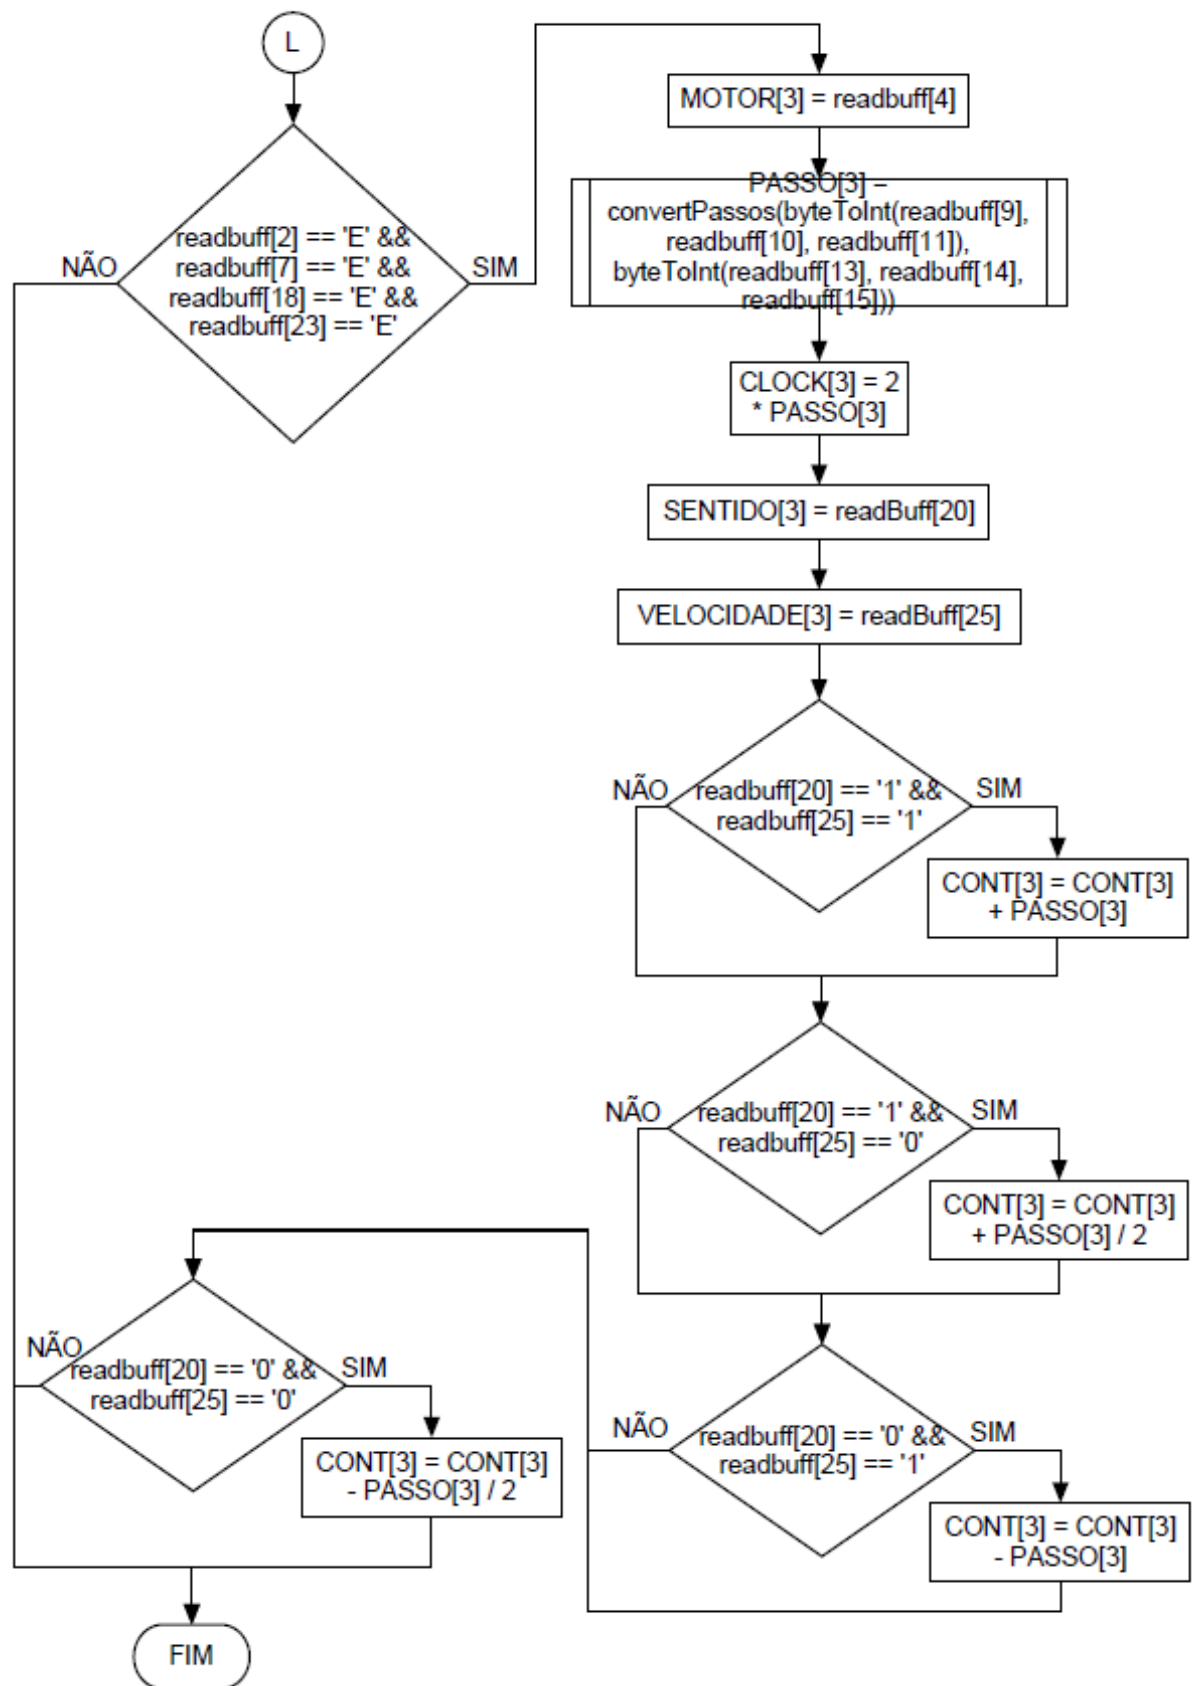 L
readbuff[2] == 'E' &&
readbuff[7] == 'E' &&
readbuff[18] == 'E' &&
readbuff[23] == 'E'
NÃO
SIM
MOTOR[3] = readbuff[4]
PASSO[3] –
convertPassos(byteToInt(readbuff[9],
readbuff[10], readbuff[11]),
byteToInt(readbuff[13], readbuff[14],
readbuff[15]))
CLOCK[3] = 2
* PASSO[3]
SENTIDO[3] = readBuff[20]
VELOCIDADE[3] = readBuff[25]
NÃO
readbuff[20] == '1' &&
readbuff[25] == '1'
SIM
CONT[3] = CONT[3]
+ PASSO[3]
NÃO
readbuff[20] == '1' &&
readbuff[25] == '0'
SIM
CONT[3] = CONT[3]
+ PASSO[3] / 2
NÃO
readbuff[20] == '0' &&
readbuff[25] == '1'
SIM
CONT[3] = CONT[3]
- PASSO[3]
NÃO
readbuff[20] == '0' &&
readbuff[25] == '0'
SIM
CONT[3] = CONT[3]
- PASSO[3] / 2
FIM